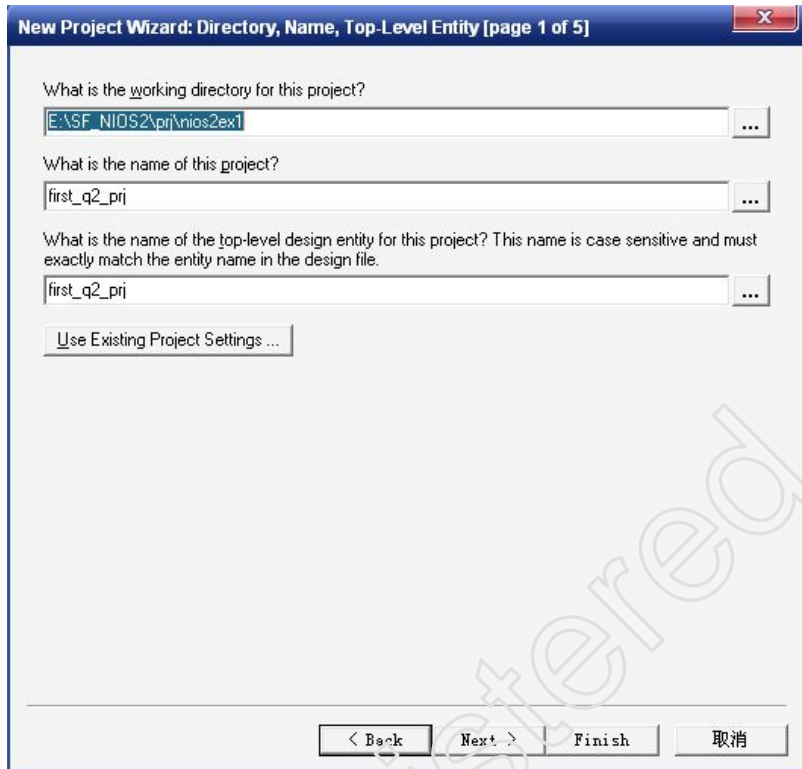 New Project Wizard: Directory, Name, Top-Level Entity [page 1 of 5]
What is the working directory for this project?
E:\SF_NIOS2\prj\nios2ex1
...
What is the name of this project?
first_q2_prj
...
What is the name of the top-level design entity for this project? This name is case sensitive and must
exactly match the entity name in the design file.
first_q2_prj
...
Use Existing Project Settings ...
< Back Next > Finish 取消
istered